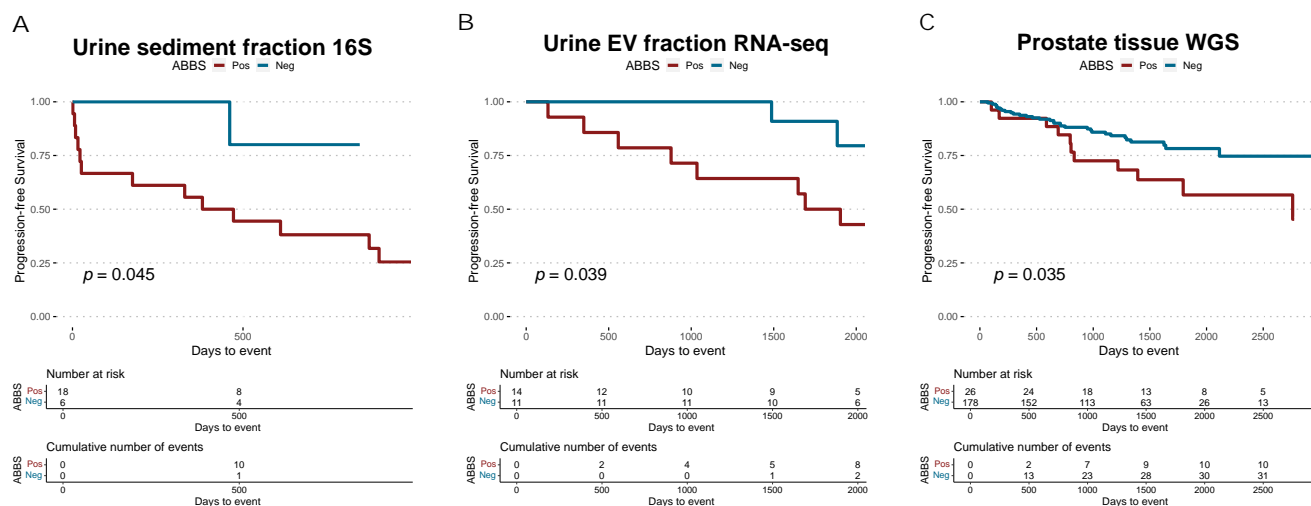 A
Urine sediment fraction 16S
ABBS Pos Neg
Progression-free Survival
1.00
0.75
0.50
0.25
0.00
p = 0.045
0 500
Days to event
Number at risk
ABBS
Pos 18 8
Neg 6 4
0 500
Days to event
Cumulative number of events
ABBS
Pos 0 10
Neg 0 1
0 500
Days to event
B
Urine EV fraction RNA-seq
ABBS Pos Neg
Progression-free Survival
1.00
0.75
0.50
0.25
0.00
p = 0.039
0 500 1000 1500 2000
Days to event
Number at risk
ABBS
Pos 14 12 10 9 5
Neg 11 11 11 10 6
0 500 1000 1500 2000
Days to event
Cumulative number of events
ABBS
Pos 0 2 4 5 8
Neg 0 0 0 1 2
0 500 1000 1500 2000
Days to event
C
Prostate tissue WGS
ABBS Pos Neg
Progression-free Survival
1.00
0.75
0.50
0.25
0.00
p = 0.035
0 500 1000 1500 2000 2500
Days to event
Number at risk
ABBS
Pos 26 24 18 13 8 5
Neg 178 152 113 63 26 13
0 500 1000 1500 2000 2500
Days to event
Cumulative number of events
ABBS
Pos 0 2 7 9 10 10
Neg 0 13 23 28 30 31
0 500 1000 1500 2000 2500
Days to event